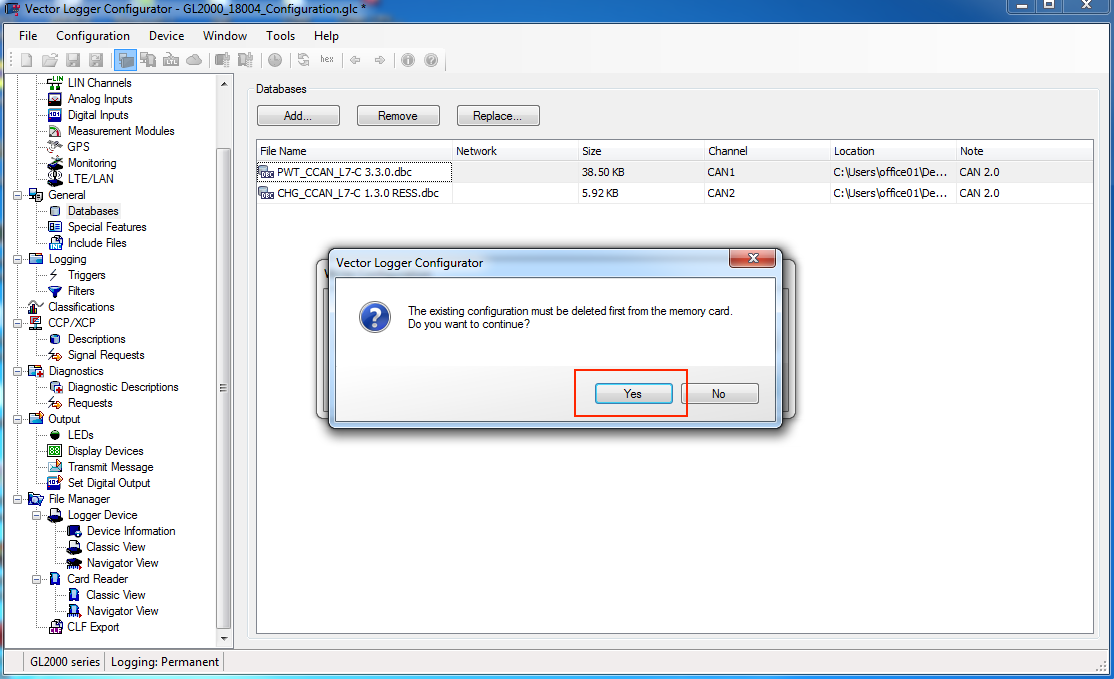 Vector Logger Configurator - GL2000_18004_Configuration.glc *
File Configuration Device Window Tools Help
LTL hex
LIN Channels
Analog Inputs
Digital Inputs
Measurement Modules
GPS
Monitoring
LTE/LAN
General
Databases
Special Features
Include Files
Logging
Triggers
Filters
Classifications
CCP/XCP
Descriptions
Signal Requests
Diagnostics
Diagnostic Descriptions
Requests
Output
LEDs
Display Devices
Transmit Message
Set Digital Output
File Manager
Logger Device
Device Information
Classic View
Navigator View
Card Reader
Classic View
Navigator View
CLF Export
Databases
Add... Remove Replace...
File Name Network Size Channel Location Note
PWT_CCAN_L7-C 3.3.0.dbc 38.50 KB CAN1 C:\Users\office01\De... CAN 2.0
CHG_CCAN_L7-C 1.3.0 RESS.dbc 5.92 KB CAN2 C:\Users\office01\De... CAN 2.0
Vector Logger Configurator
The existing configuration must be deleted first from the memory card.
Do you want to continue?
Yes No
GL2000 series Logging: Permanent